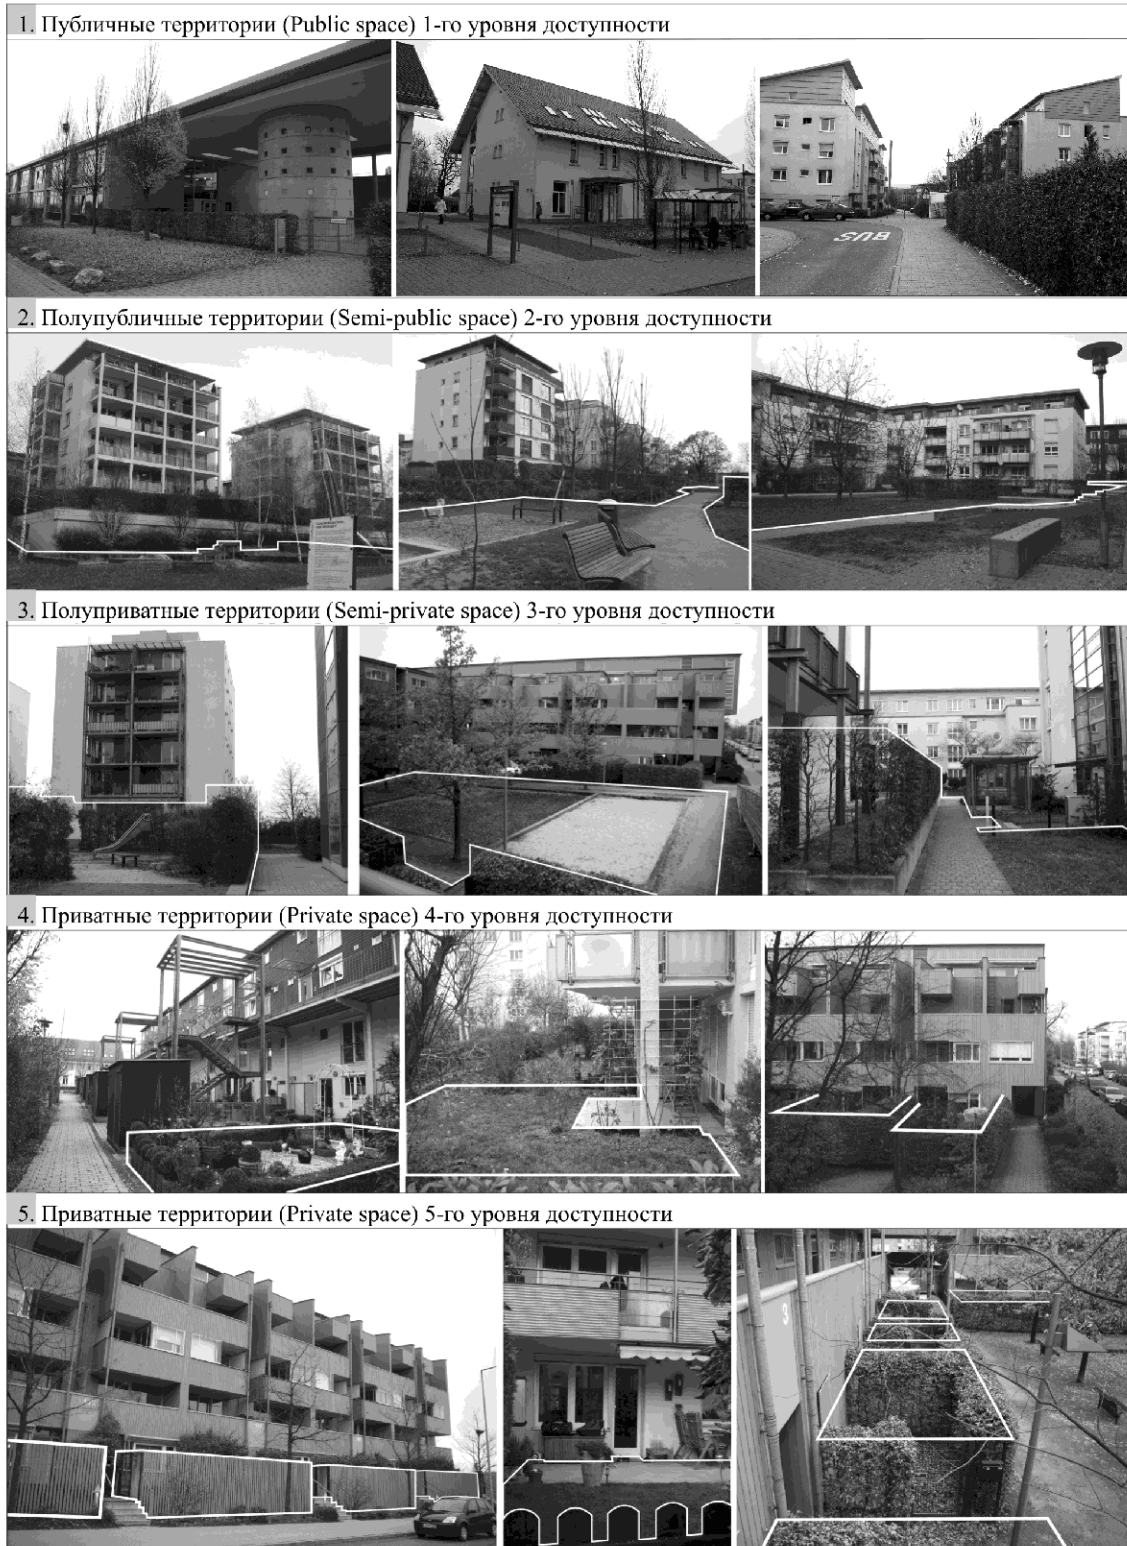 1. Публичные территории (Public space) 1-го уровня доступности
BUS
2. Полупубличные территории (Semi-public space) 2-го уровня доступности
3. Полуприватные территории (Semi-private space) 3-го уровня доступности
4. Приватные территории (Private space) 4-го уровня доступности
5. Приватные территории (Private space) 5-го уровня доступности
3